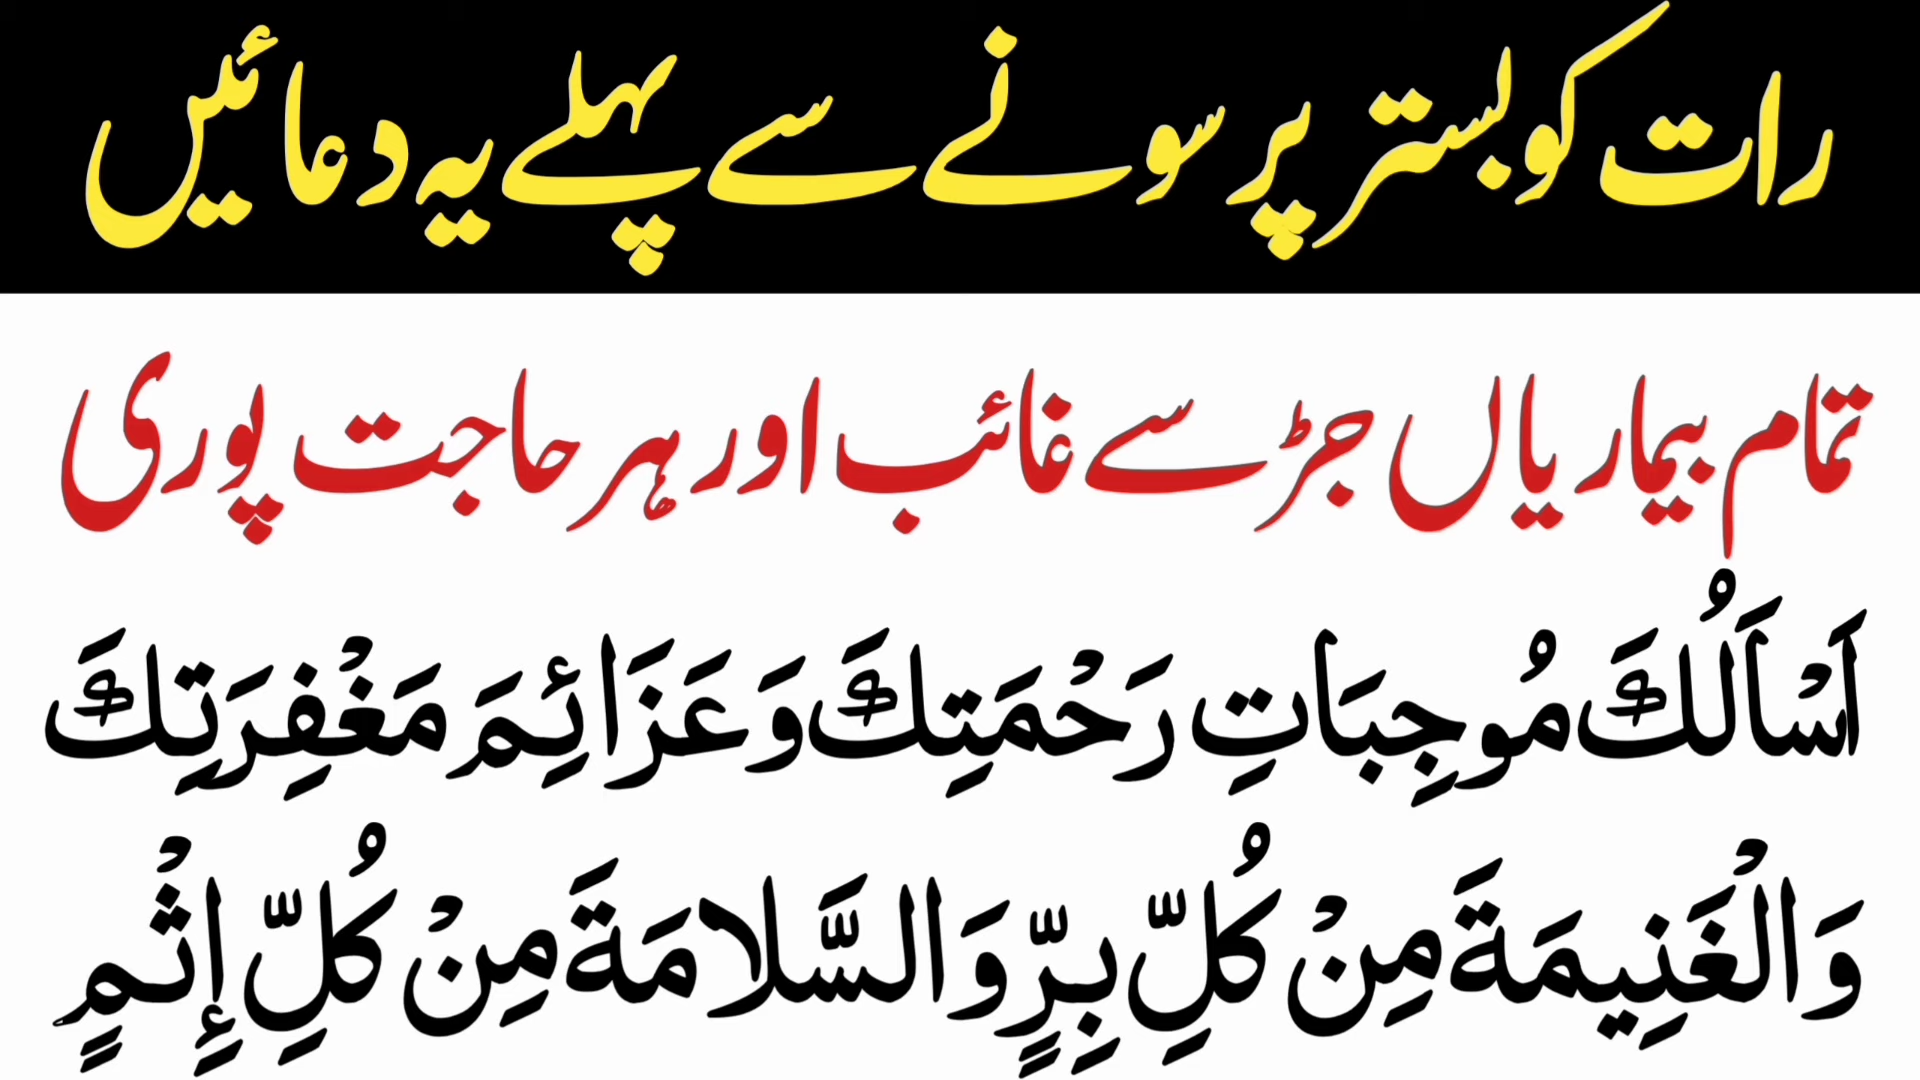 رات کو بستر پر سونے سے پہلے یہ دعائیں
تمام بیماریاں جڑ سے غائب اور ہر حاجت پوری
اَسْاَلُكَ مُوجِبَاتِ رَحْمَتِكَ وَعَزَائِمَ مَغْفِرَتِكَ
وَالْغَنِيمَةَ مِنْ كُلِّ بِرٍّ وَالسَّلامَةَ مِنْ كُلِّ إِثْمٍ